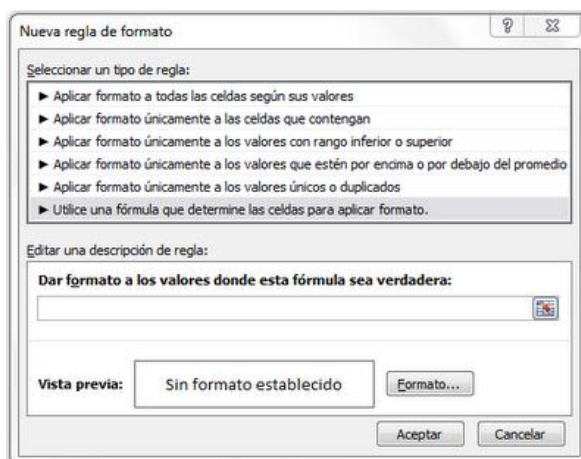 Nueva regla de formato
Seleccionar un tipo de regla:
► Aplicar formato a todas las celdas según sus valores
► Aplicar formato únicamente a las celdas que contengan
► Aplicar formato únicamente a los valores con rango inferior o superior
► Aplicar formato únicamente a los valores que estén por encima o por debajo del promedio
► Aplicar formato únicamente a los valores únicos o duplicados
► Utilice una fórmula que determine las celdas para aplicar formato.
Editar una descripción de regla:
Dar formato a los valores donde esta fórmula sea verdadera:
Vista previa: Sin formato establecido Formato...
Aceptar Cancelar